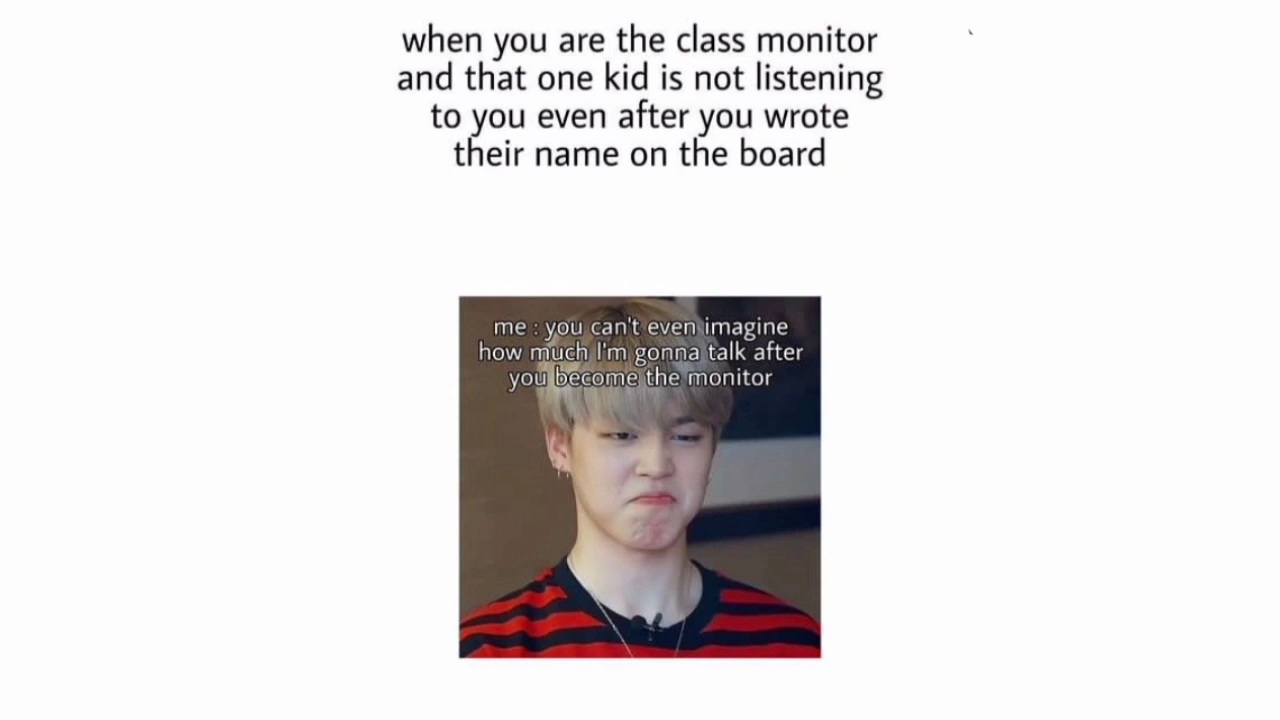 when you are the class monitor
and that one kid is not listening
to you even after you wrote
their name on the board
me : you can't even imagine
how much I'm gonna talk after
you become the monitor